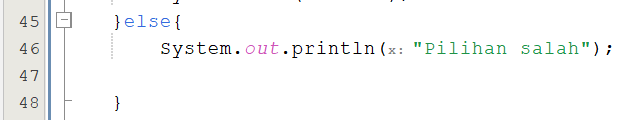 45 }else{
46 System.out.println(x: "Pilihan salah");
47
48 }